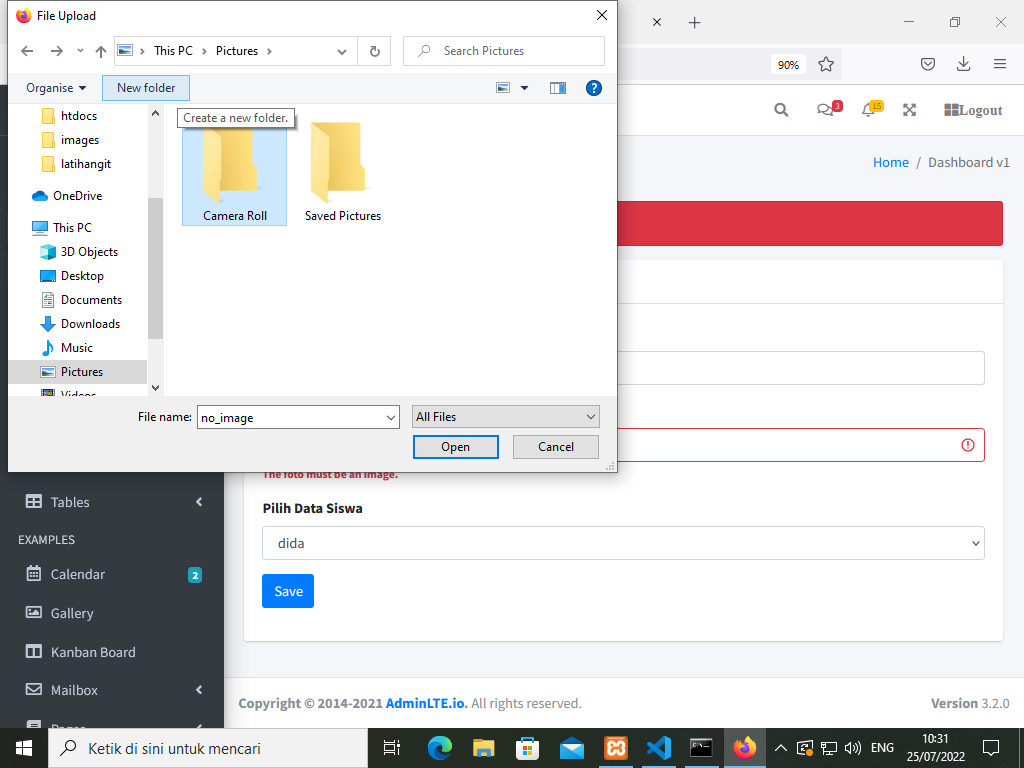 File Upload
This PC
Pictures
Search Pictures
90%
Organise
New folder
Create a new folder.
htdocs
images
latihangit
OneDrive
This PC
3D Objects
Desktop
Documents
Downloads
Music
Pictures
Videos
Camera Roll
Saved Pictures
File name:
no_image
All Files
Open
Cancel
3
15
Logout
Home / Dashboard v1
The foto must be an image.
Pilih Data Siswa
dida
Save
Tables
EXAMPLES
Calendar
2
Gallery
Kanban Board
Mailbox
Pages
Copyright © 2014-2021 AdminLTE.io. All rights reserved.
Version 3.2.0
Ketik di sini untuk mencari
ENG
10:31
25/07/2022